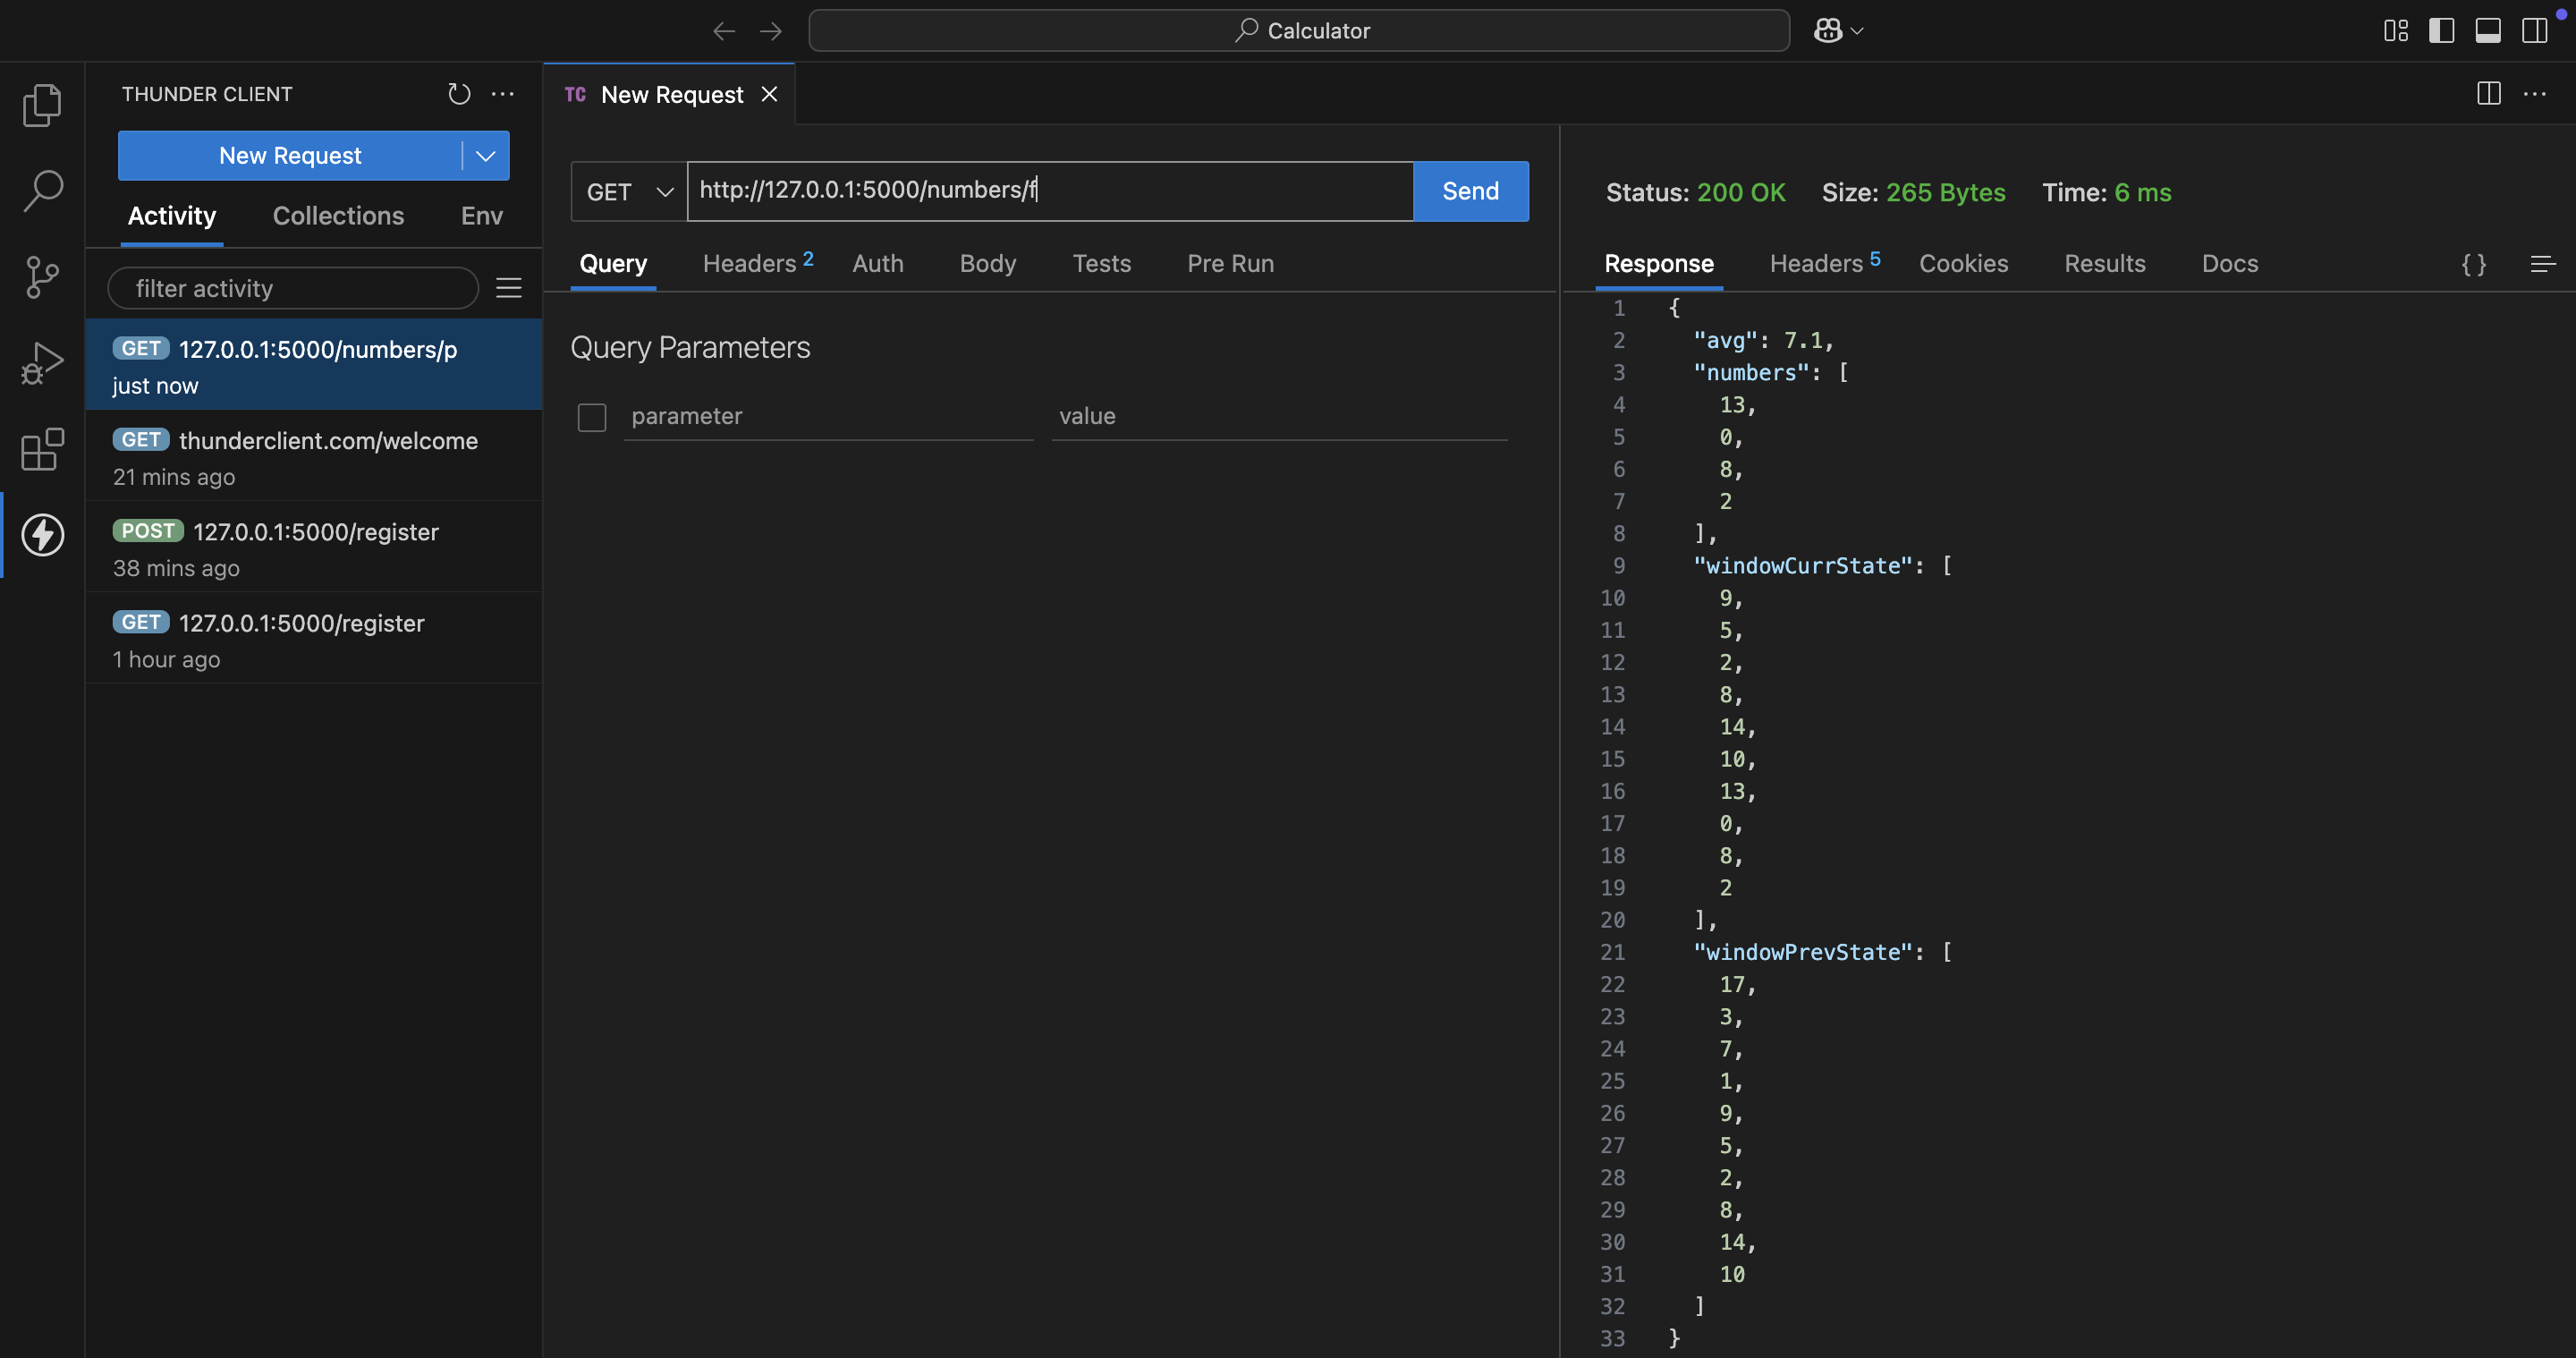 Calculator
THUNDER CLIENT
New Request
Activity Collections Env
filter activity
GET 127.0.0.1:5000/numbers/p
just now
GET thunderclient.com/welcome
21 mins ago
POST 127.0.0.1:5000/register
38 mins ago
GET 127.0.0.1:5000/register
1 hour ago
TC New Request
GET http://127.0.0.1:5000/numbers/f Send
Query Headers 2 Auth Body Tests Pre Run
Query Parameters
parameter value
Status: 200 OK Size: 265 Bytes Time: 6 ms
Response Headers 5 Cookies Results Docs { }
1 {
2 "avg": 7.1,
3 "numbers": [
4 13,
5 0,
6 8,
7 2
8 ],
9 "windowCurrState": [
10 9,
11 5,
12 2,
13 8,
14 14,
15 10,
16 13,
17 0,
18 8,
19 2
20 ],
21 "windowPrevState": [
22 17,
23 3,
24 7,
25 1,
26 9,
27 5,
28 2,
29 8,
30 14,
31 10
32 ]
33 }